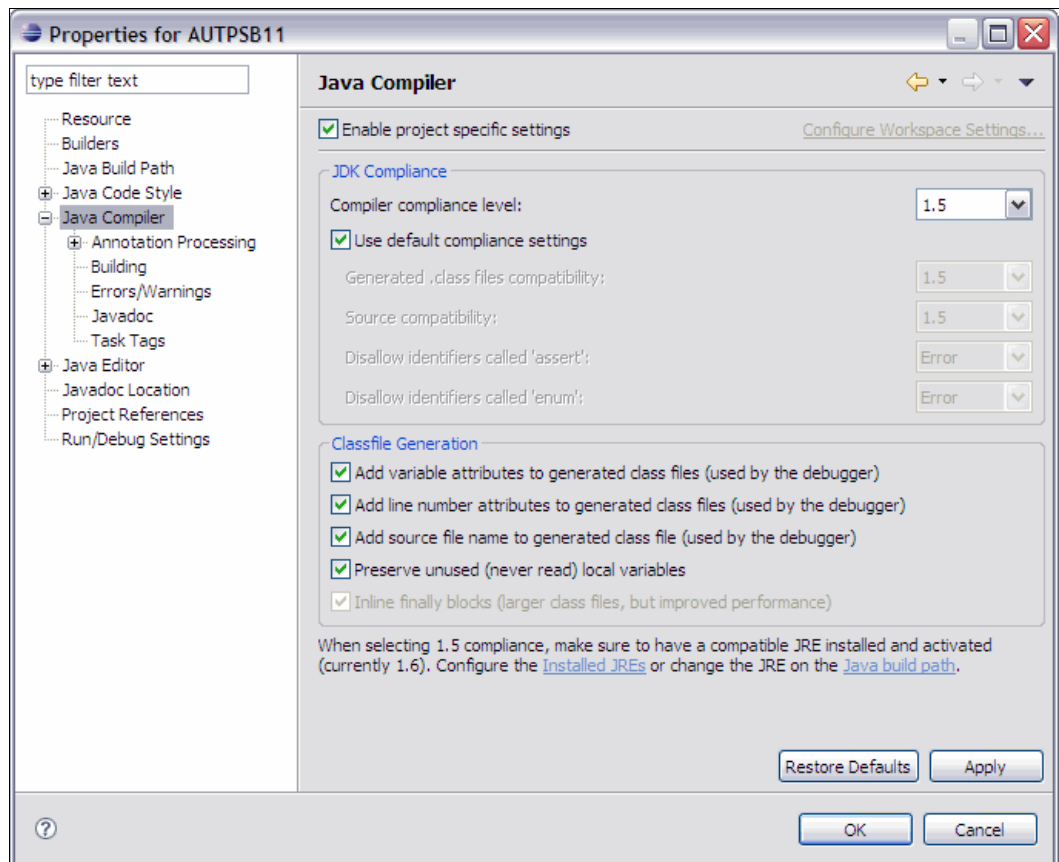 Properties for AUTPSB11
type filter text
Resource
Builders
Java Build Path
Java Code Style
Java Compiler
Annotation Processing
Building
Errors/Warnings
Javadoc
Task Tags
Java Editor
Javadoc Location
Project References
Run/Debug Settings
Java Compiler
Enable project specific settings
Configure Workspace Settings...
JDK Compliance
Compiler compliance level:
1.5
Use default compliance settings
Generated .class files compatibility:
1.5
Source compatibility:
1.5
Disallow identifiers called 'assert':
Error
Disallow identifiers called 'enum':
Error
Classfile Generation
Add variable attributes to generated class files (used by the debugger)
Add line number attributes to generated class files (used by the debugger)
Add source file name to generated class file (used by the debugger)
Preserve unused (never read) local variables
Inline finally blocks (larger class files, but improved performance)
When selecting 1.5 compliance, make sure to have a compatible JRE installed and activated
(currently 1.6). Configure the Installed JREs or change the JRE on the Java build path.
Restore Defaults
Apply
?
OK
Cancel